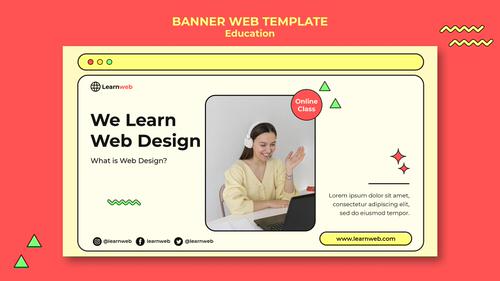 BANNER WEB TEMPLATE
Education
Learnweb
We Learn
Web Design
What is Web Design?
Online
Class
Lorem ipsum dolor sit amet,
consectetur adipiscing elit,
sed do eiusmod tempor.
@learnweb
learnweb
@learnweb
www.learnweb.com